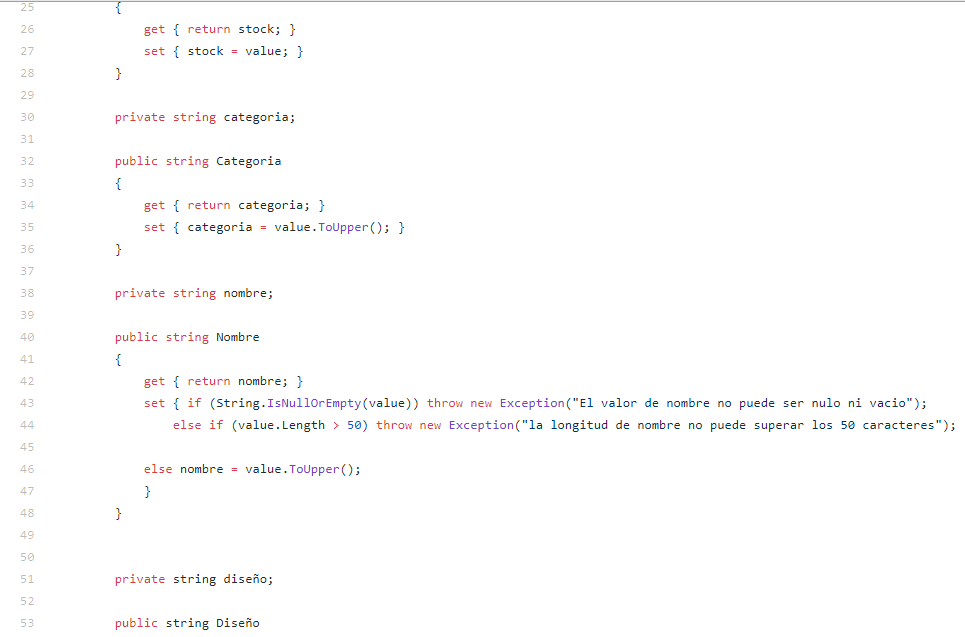 25 {
26 get { return stock; }
27 set { stock = value; }
28 }
29
30 private string categoria;
31
32 public string Categoria
33 {
34 get { return categoria; }
35 set { categoria = value.ToUpper(); }
36 }
37
38 private string nombre;
39
40 public string Nombre
41 {
42 get { return nombre; }
43 set { if (String.IsNullOrEmpty(value)) throw new Exception("El valor de nombre no puede ser nulo ni vacio");
44 else if (value.Length > 50) throw new Exception("la longitud de nombre no puede superar los 50 caracteres");
45
46 else nombre = value.ToUpper();
47 }
48 }
49
50
51 private string diseño;
52
53 public string Diseño